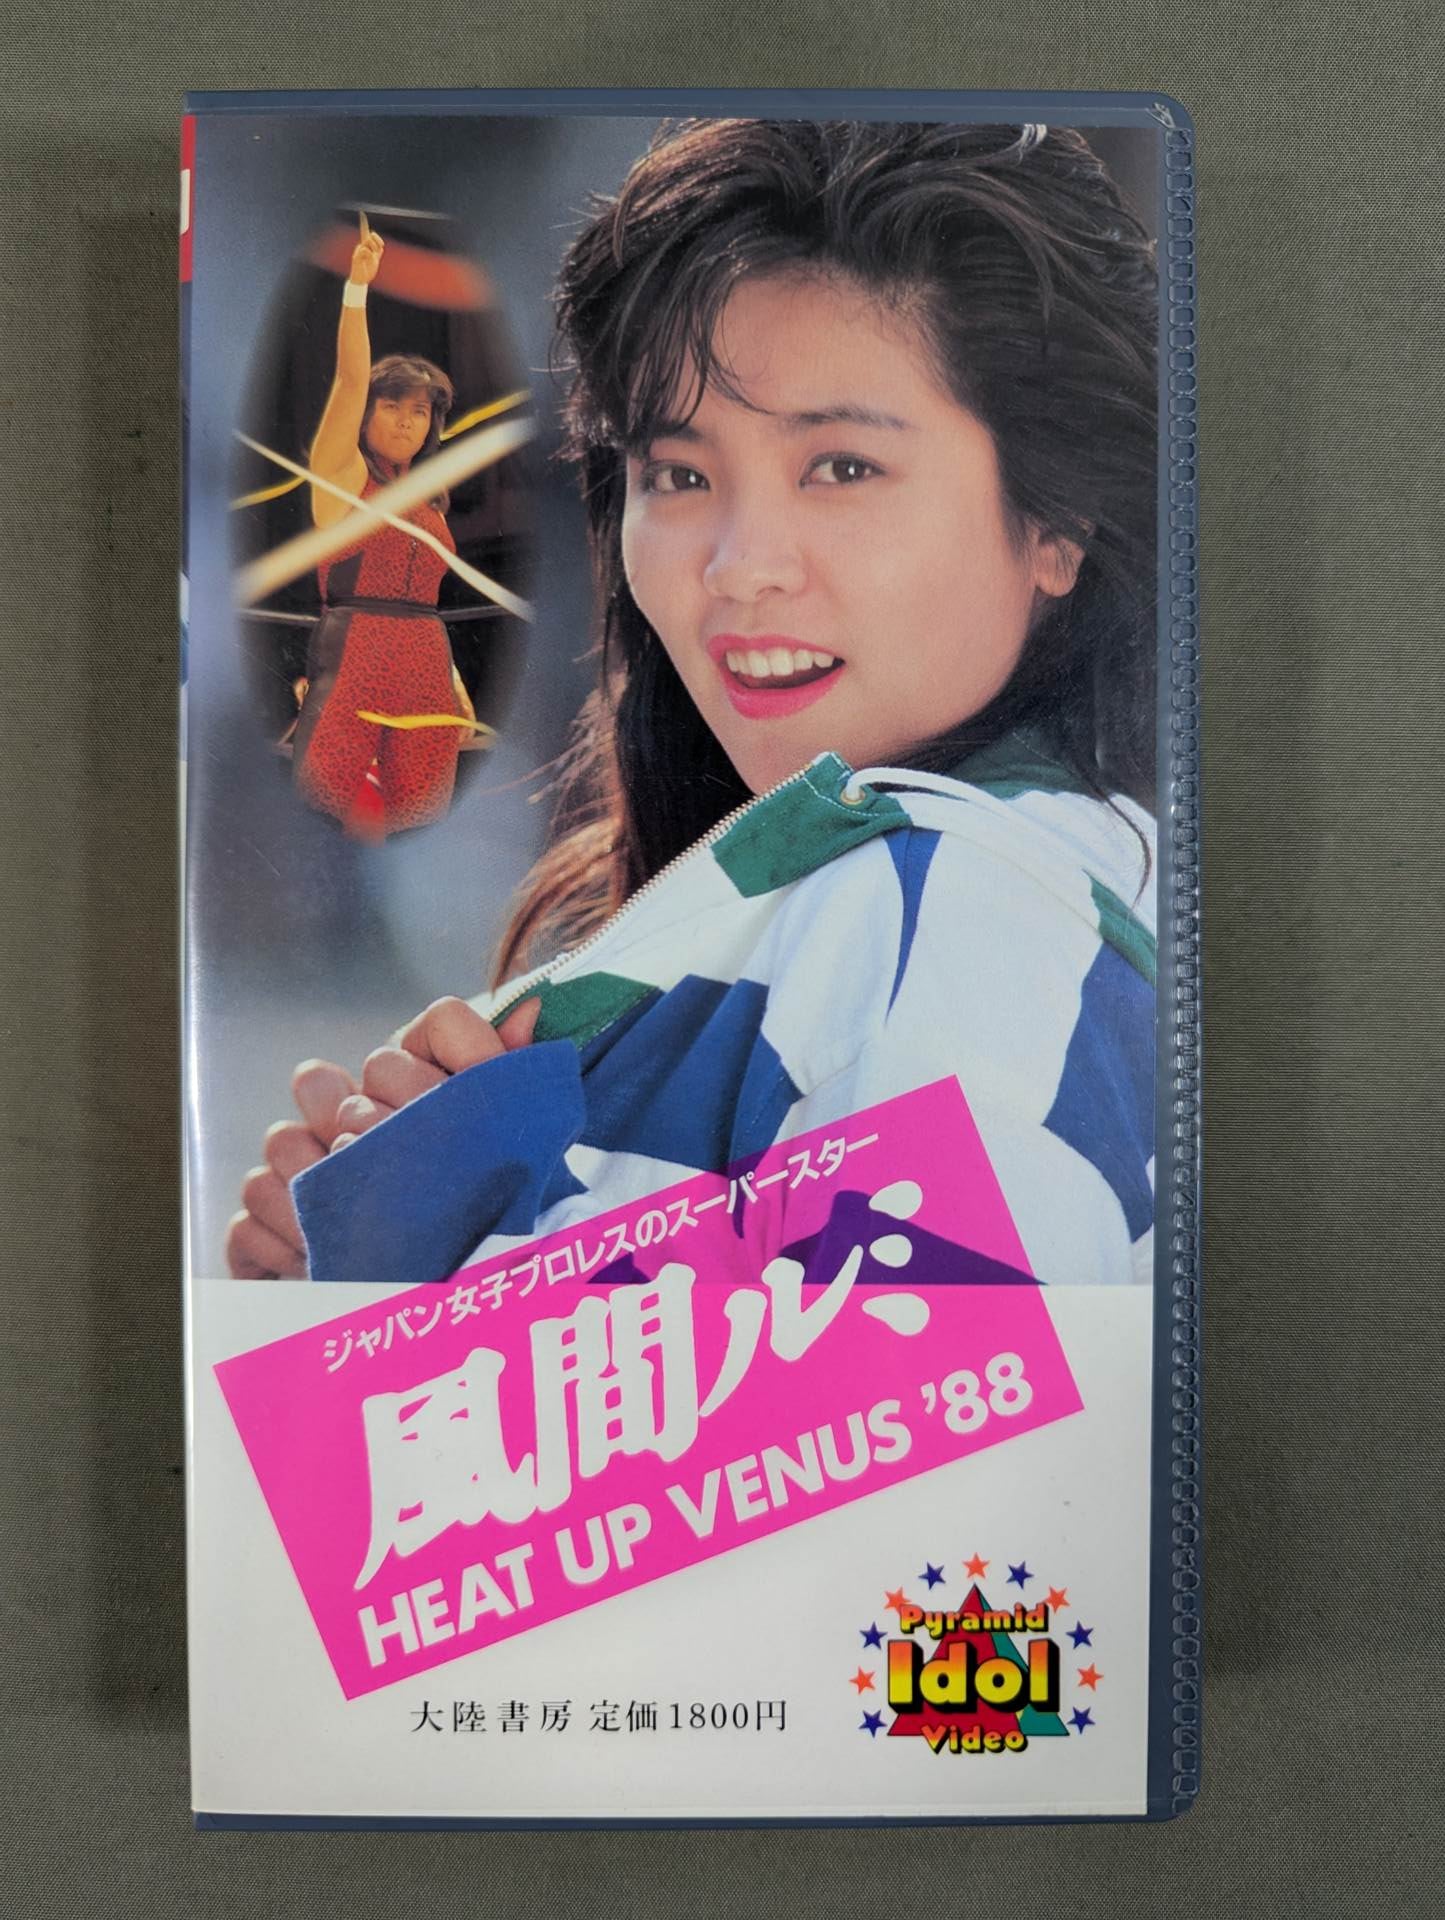 ジャパン女子プロレスのスーパースター
風間ルミ
HEAT UP VENUS '88
大陸書房 定価1800円
Pyramid
Idol
Video